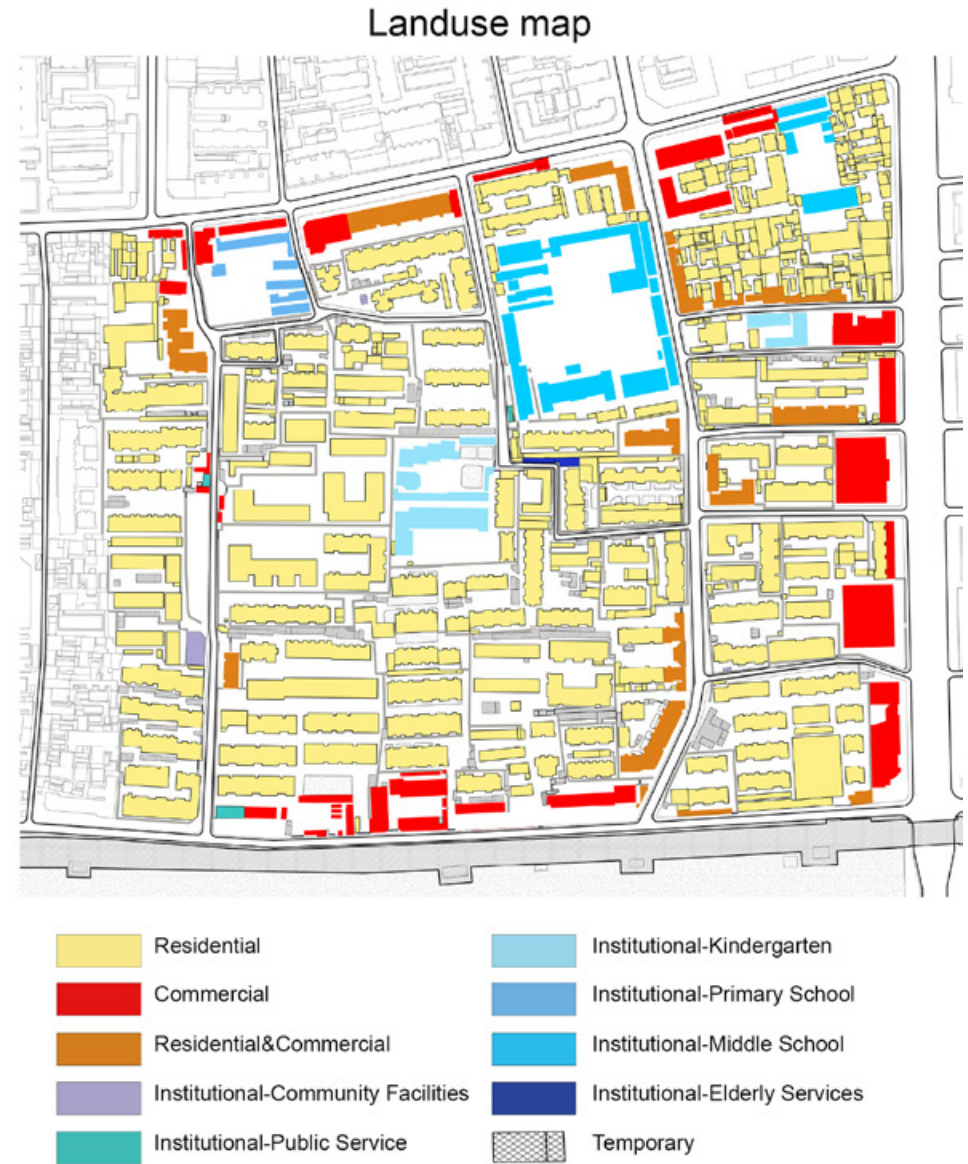 Landuse map
Residential
Commercial
Residential&Commercial
Institutional-Community Facilities
Institutional-Public Service
Institutional-Kindergarten
Institutional-Primary School
Institutional-Middle School
Institutional-Elderly Services
Temporary